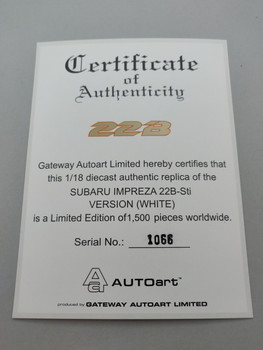 Certificate
of
Authenticity
22B
Gateway Autoart Limited hereby certifies that
this 1/18 diecast authentic replica of the
SUBARU IMPREZA 22B-Sti
VERSION (WHITE)
is a Limited Edition of1,500 pieces worldwide.
Serial No.: 1066
AUTOart™
produced by GATEWAY AUTOART LIMITED